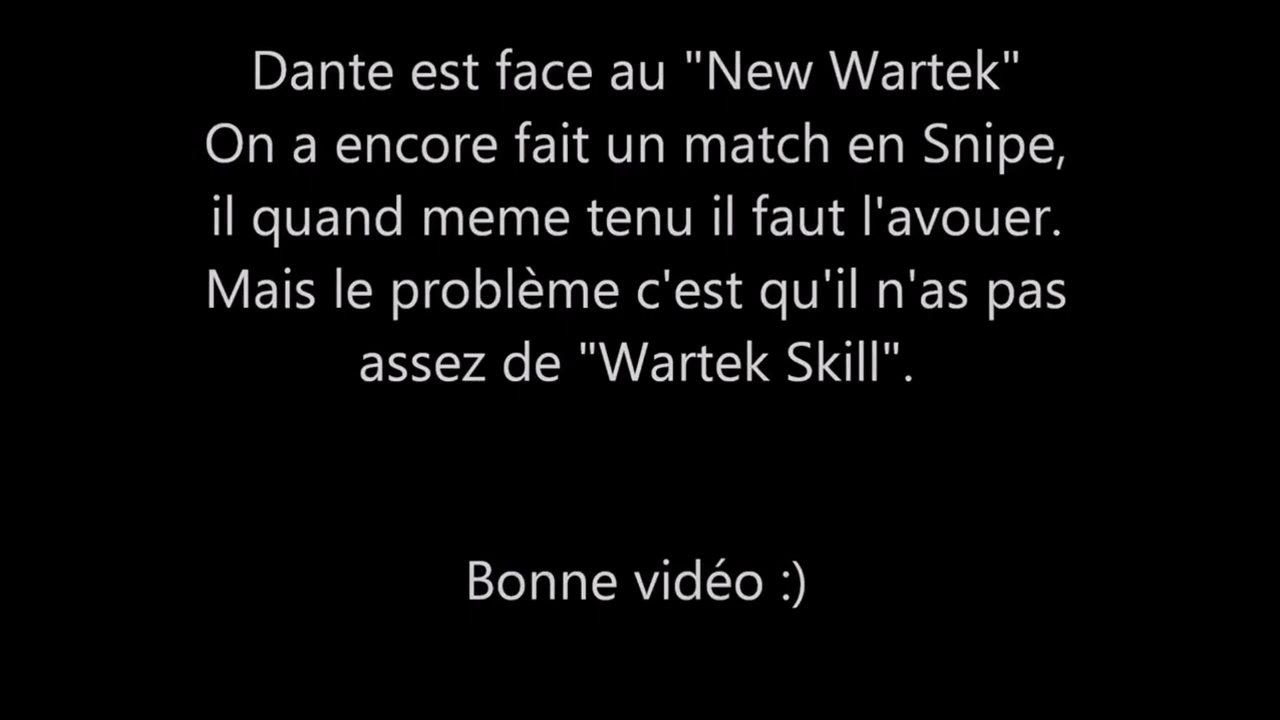 Dante est face au "New Wartek"
On a encore fait un match en Snipe,
il quand meme tenu il faut l'avouer.
Mais le problème c'est qu'il n'as pas
assez de "Wartek Skill".
Bonne vidéo :)